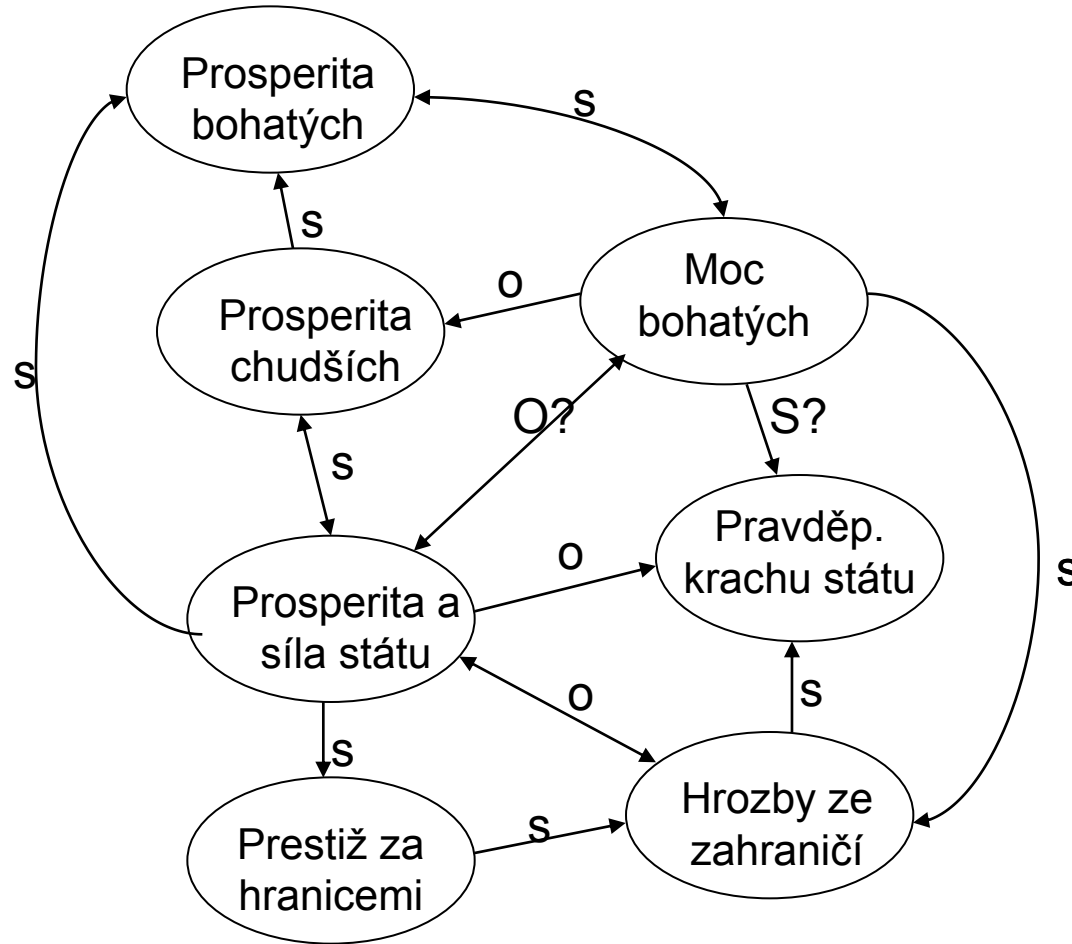 Prosperita
bohatých
s
s
Prosperita
chudších
o
Moc
bohatých
s
s
O?
S?
s
Prosperita a
síla státu
o
Pravděp.
krachu státu
s
o
s
s
Prestiž za
hranicemi
s
Hrozby ze
zahraničí